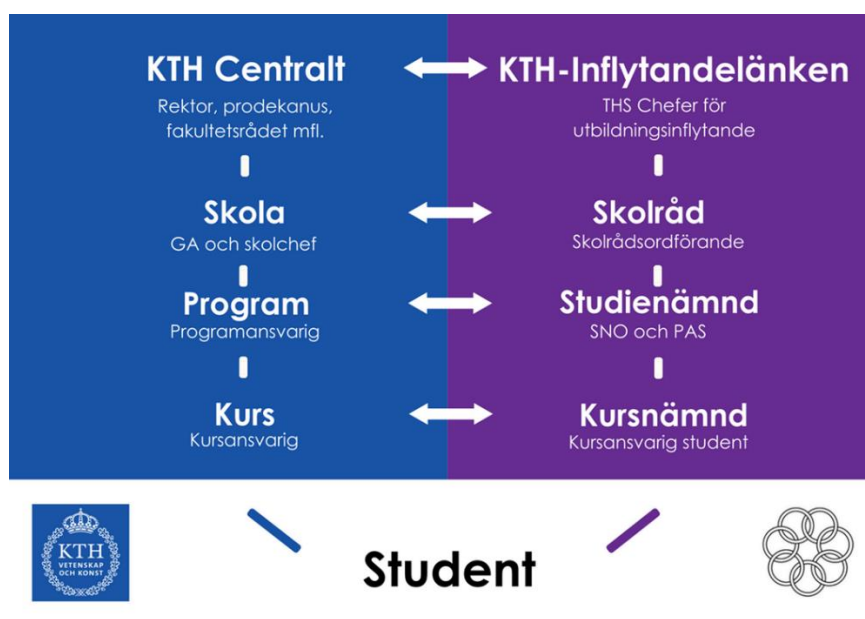 KTH Centralt
Rektor, prodekanus,
fakultetsrådet mfl.
KTH-Inflytandelänken
THS Chefer för
utbildningsinflytande
Skola
GA och skolchef
Skolråd
Skolrådsordförande
Program
Programansvarig
Studienämnd
SNO och PAS
Kurs
Kursansvarig
Kursnämnd
Kursansvarig student
KTH
VETENSKAP
OCH KONST
Student